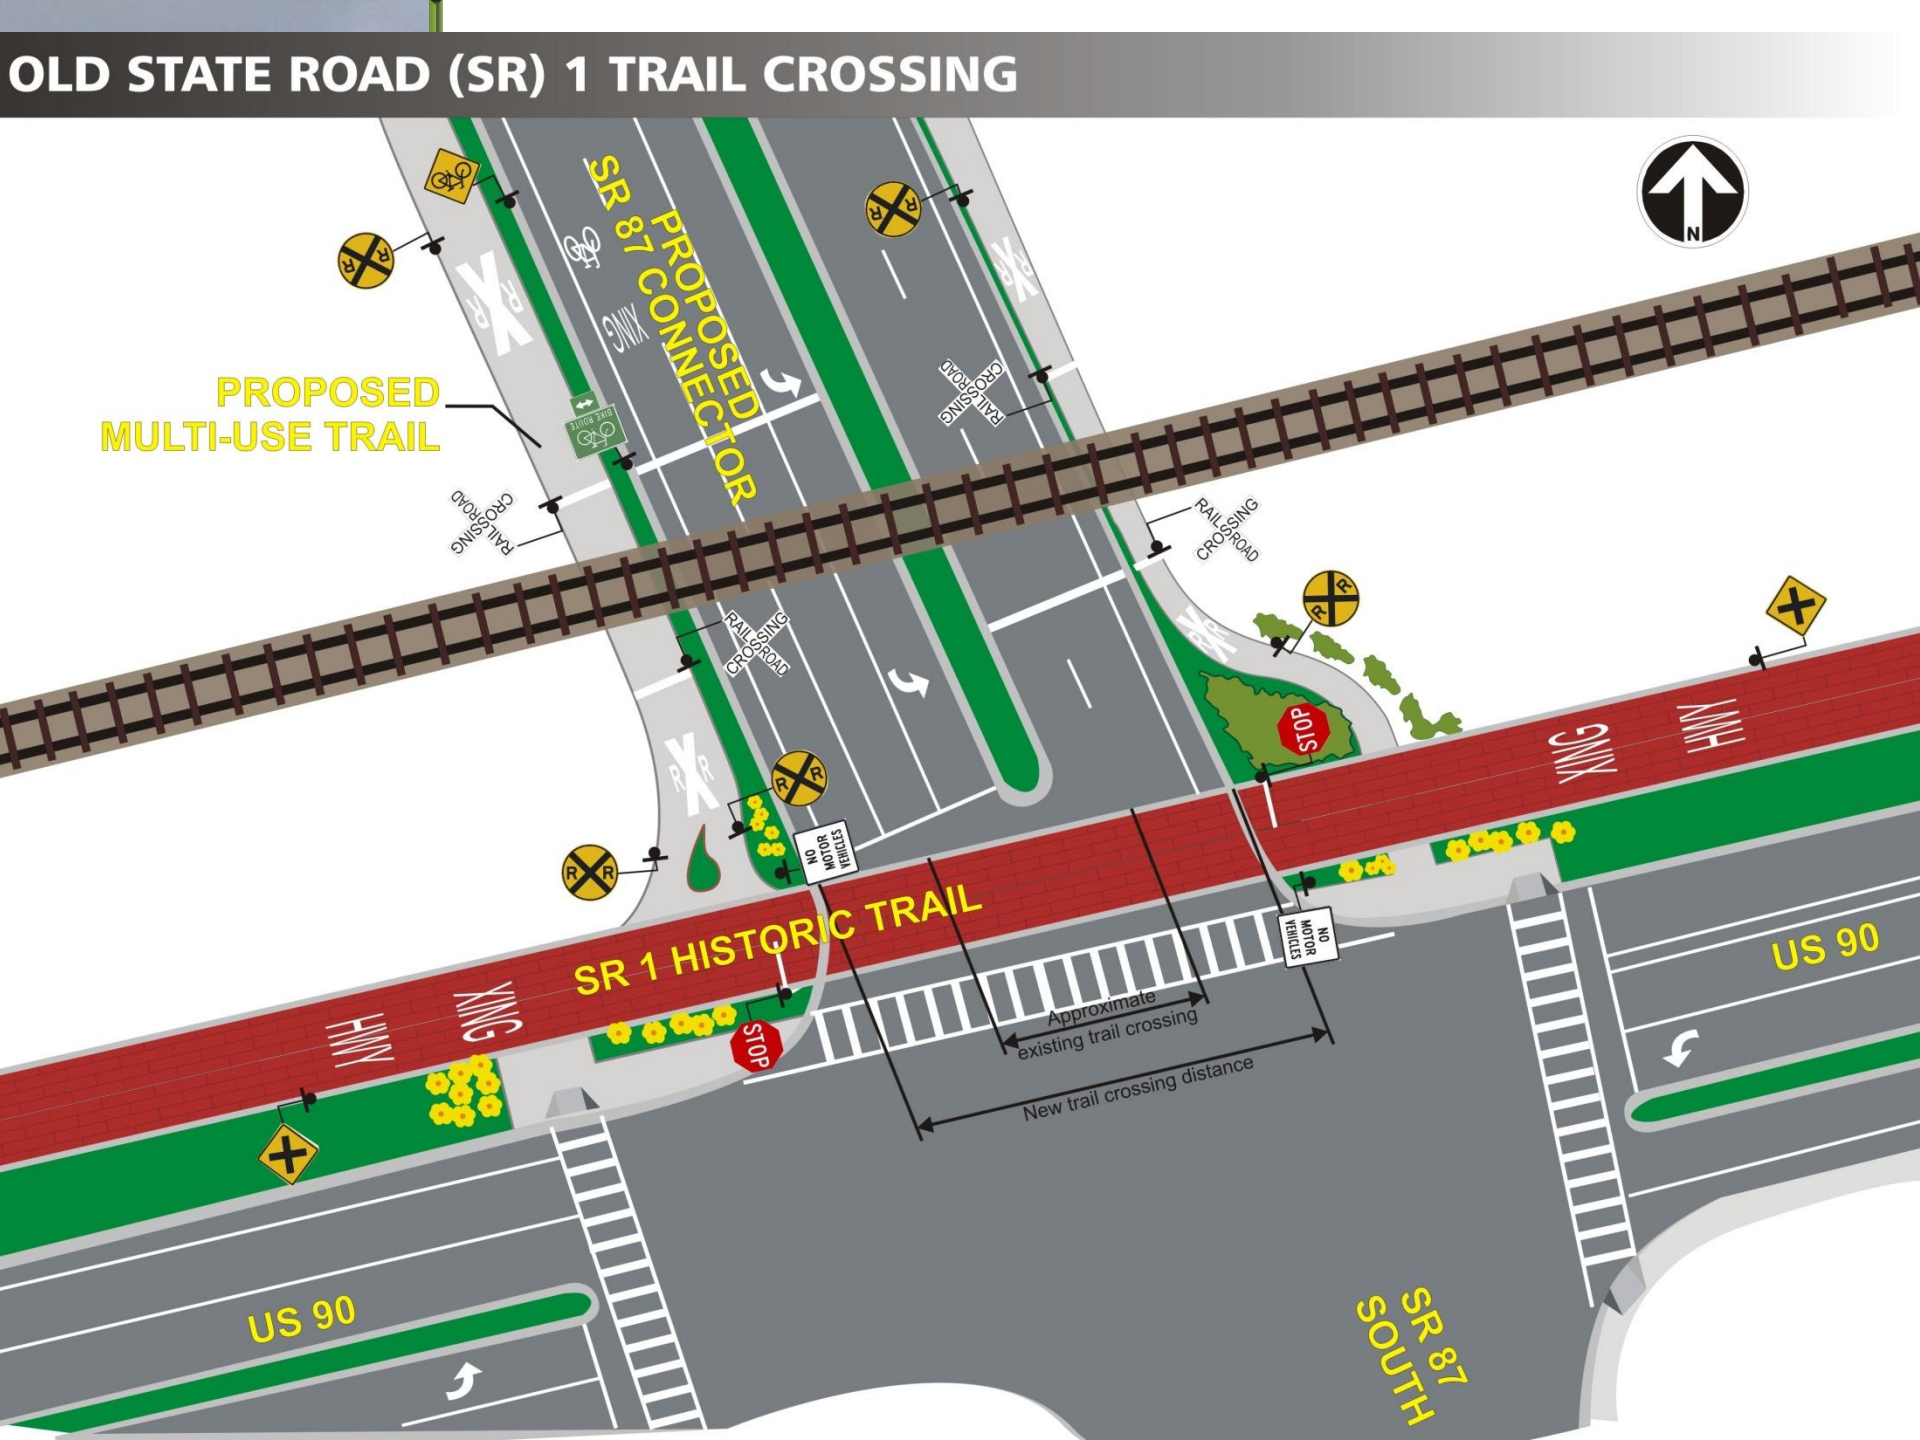 OLD STATE ROAD (SR) 1 TRAIL CROSSING
N
R R
R R
R R
R R
PROPOSED
SR 87 CONNECTOR
XING
PROPOSED
MULTI-USE TRAIL
BIKE ROUTE
RAILROAD
CROSSING
RAILROAD
CROSSING
RAILROAD
CROSSING
RAILROAD
CROSSING
R R
R R
STOP
XING
HWY
R R
R R
R R
NO
MOTOR
VEHICLES
SR 1 HISTORIC TRAIL
NO
MOTOR
VEHICLES
US 90
HWY
XING
STOP
Approximate
existing trail crossing
New trail crossing distance
US 90
SR 87
SOUTH